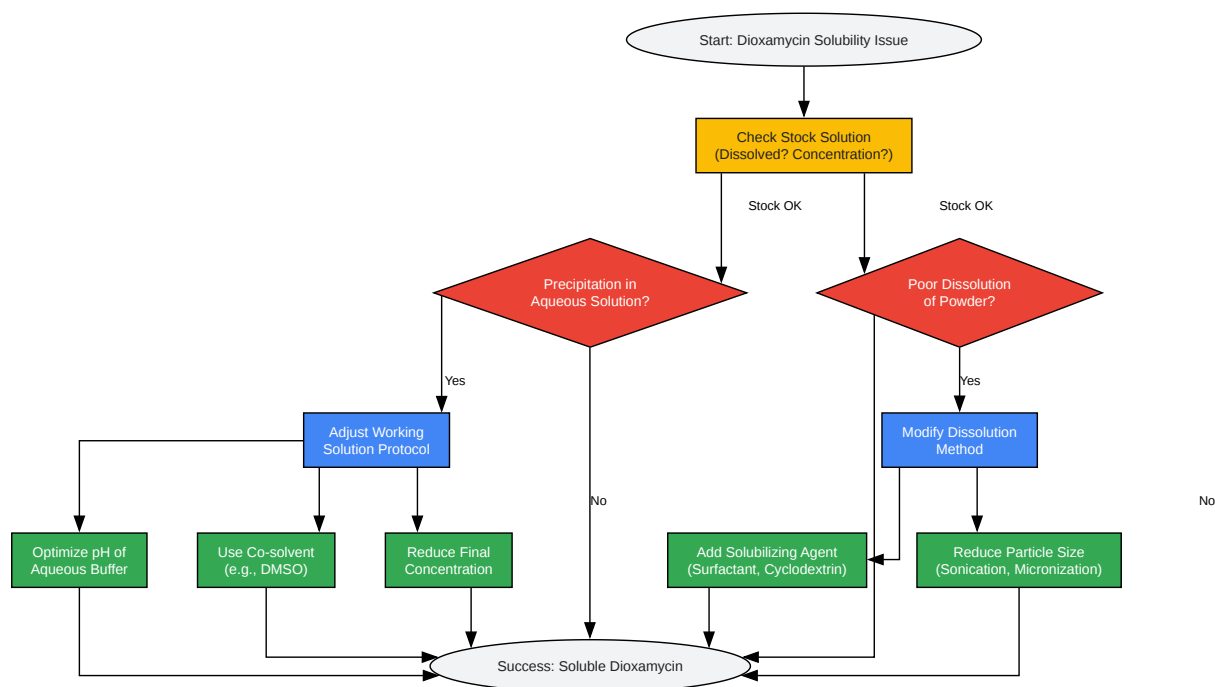 Start: Dioxamycin Solubility Issue
Check Stock Solution
(Dissolved? Concentration?)
Stock OK
Stock OK
Precipitation in
Aqueous Solution?
Poor Dissolution
of Powder?
Yes
Yes
Adjust Working
Solution Protocol
Modify Dissolution
Method
No
No
Optimize pH of
Aqueous Buffer
Use Co-solvent
(e.g., DMSO)
Reduce Final
Concentration
Add Solubilizing Agent
(Surfactant, Cyclodextrin)
Reduce Particle Size
(Sonication, Micronization)
Success: Soluble Dioxamycin